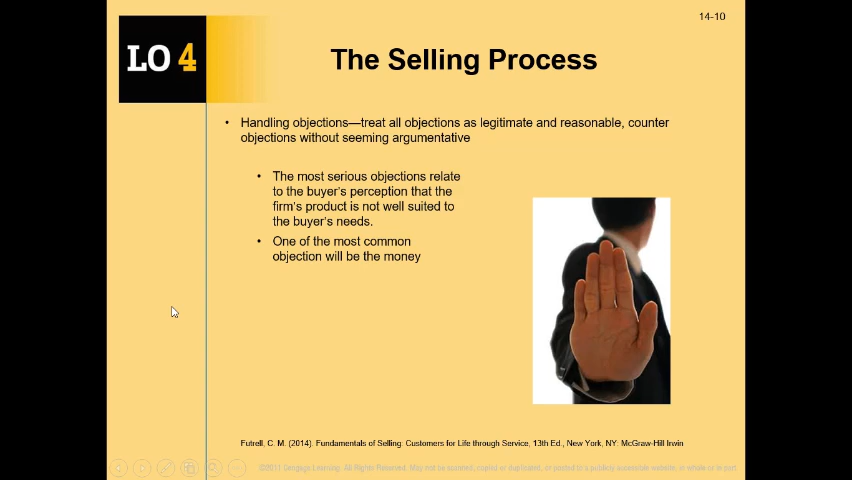 14-10
LO 4
The Selling Process
• Handling objections—treat all objections as legitimate and reasonable, counter
objections without seeming argumentative
• The most serious objections relate
to the buyer's perception that the
firm's product is not well suited to
the buyer's needs.
• One of the most common
objection will be the money
Futrell, C. M. (2014). Fundamentals of Selling: Customers for Life through Service, 13th Ed., New York, NY: McGraw-Hill Irwin
©2011 Cengage Learning. All Rights Reserved. May not be scanned, copied or duplicated, or posted to a publicly accessible website, in whole or in part.